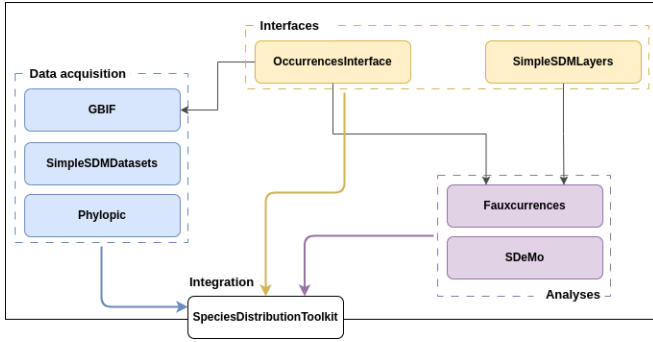 Interfaces
OccurrencesInterface
SimpleSDMLayers
Data acquisition
GBIF
SimpleSDMDatasets
Phylopic
Fauxcurrences
SDeMo
Analyses
Integration
SpeciesDistributionToolkit